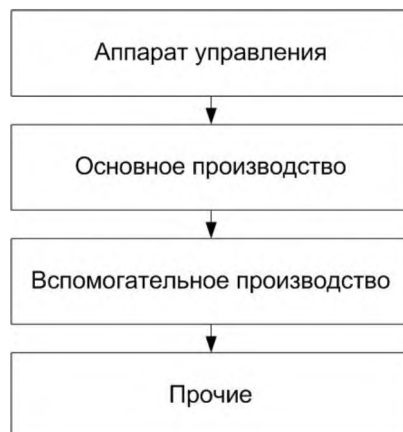 Аппарат управления
Основное производство
Вспомогательное производство
Прочие